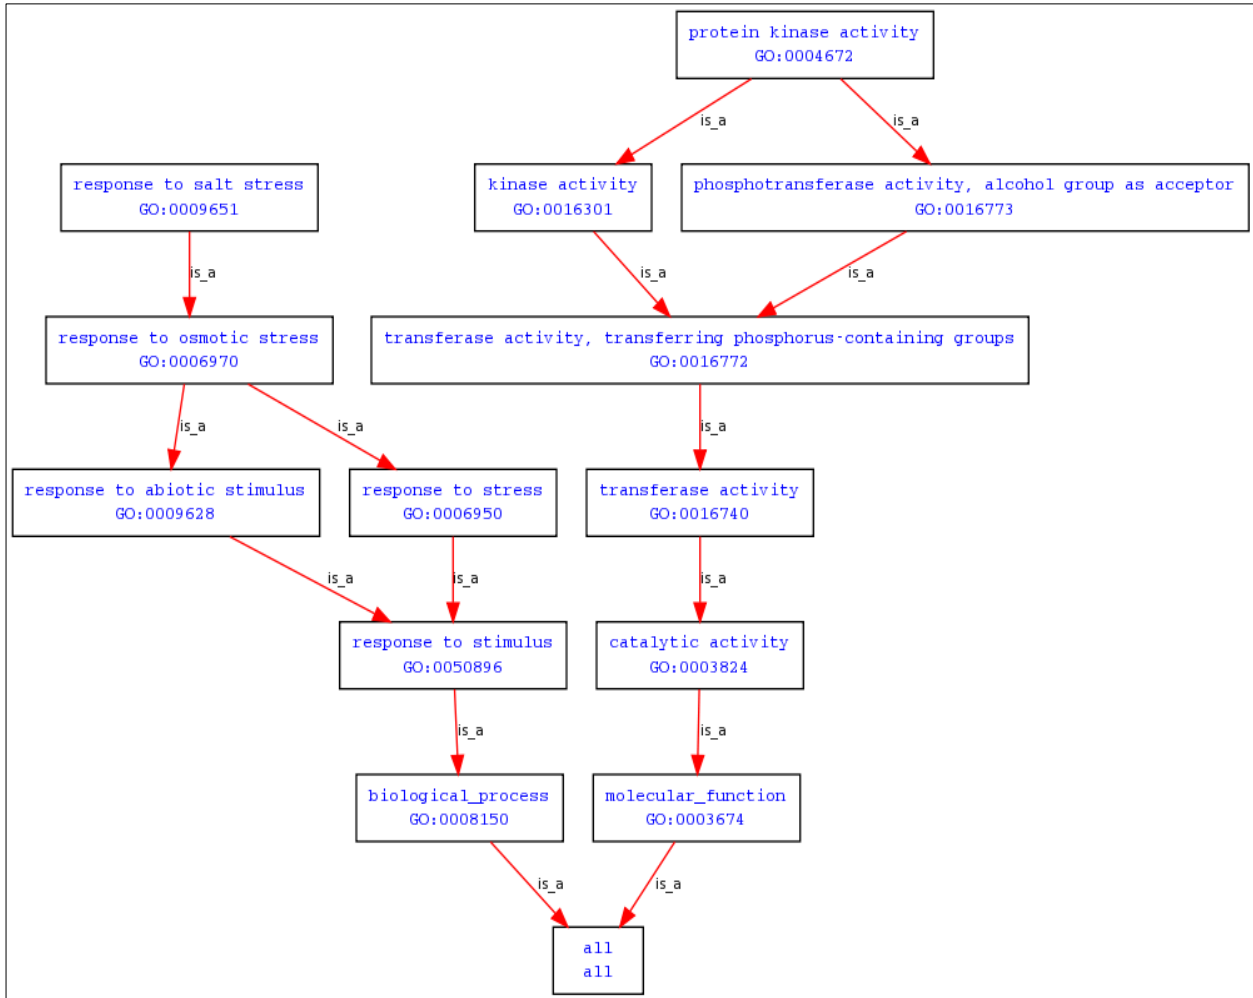 protein kinase activity
GO:0004672
is_a
is_a
response to salt stress
GO:0009651
kinase activity
GO:0016301
phosphotransferase activity, alcohol group as acceptor
GO:0016773
is_a
is_a
is_a
response to osmotic stress
GO:0006970
transferase activity, transferring phosphorus-containing groups
GO:0016772
is_a
is_a
is_a
response to abiotic stimulus
GO:0009628
response to stress
GO:0006950
transferase activity
GO:0016740
is_a
is_a
is_a
response to stimulus
GO:0050896
catalytic activity
GO:0003824
is_a
is_a
biological_process
GO:0008150
molecular_function
GO:0003674
is_a
is_a
all
all